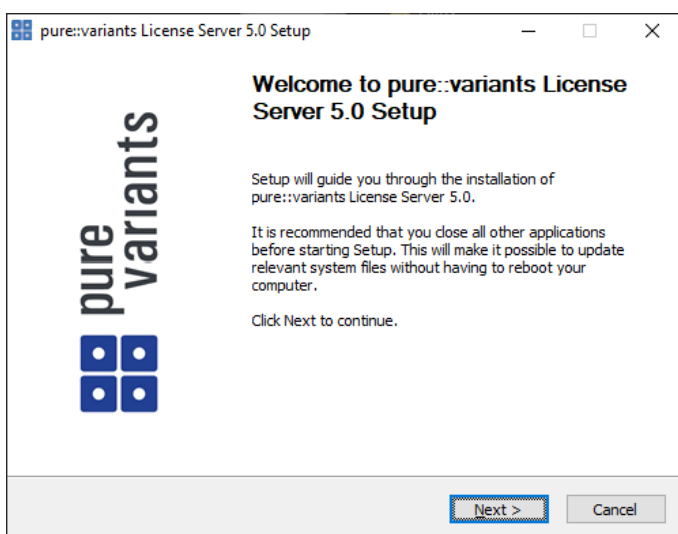 pure::variants License Server 5.0 Setup
Welcome to pure::variants License
Server 5.0 Setup
pure
variants
Setup will guide you through the installation of
pure::variants License Server 5.0.
It is recommended that you close all other applications
before starting Setup. This will make it possible to update
relevant system files without having to reboot your
computer.
Click Next to continue.
Next >
Cancel